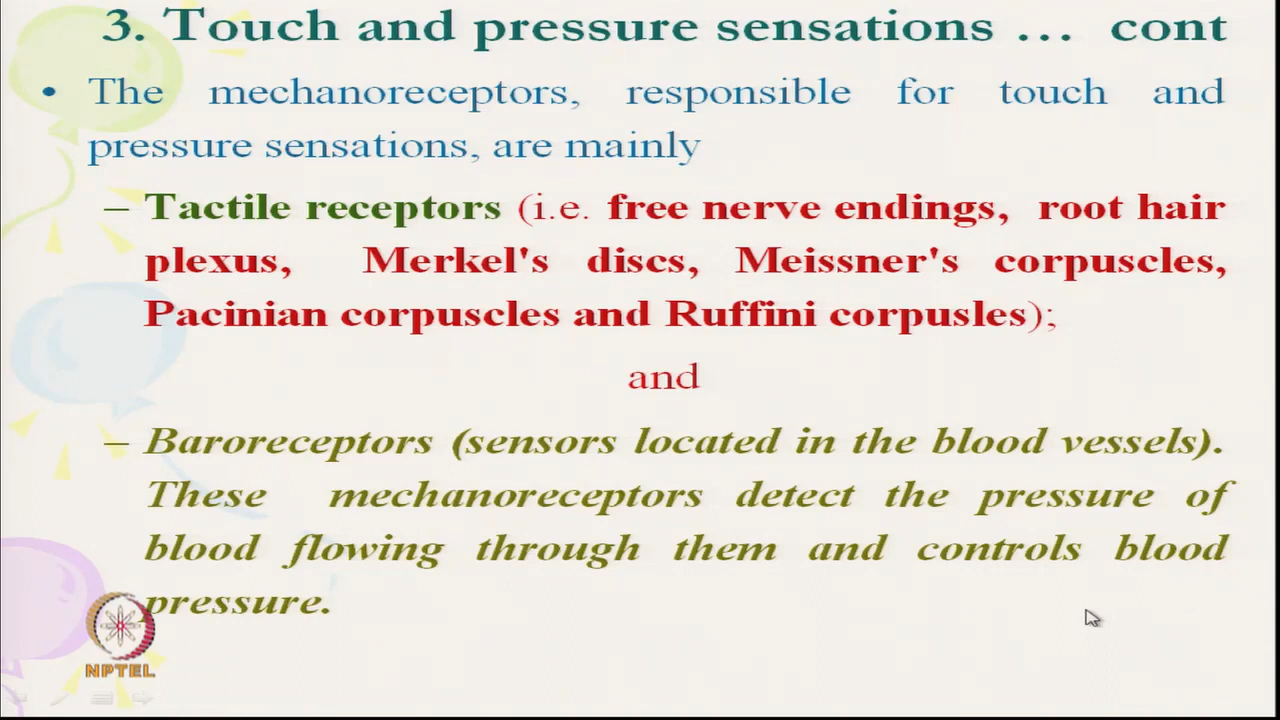 3. Touch and pressure sensations … cont
• The mechanoreceptors, responsible for touch and
pressure sensations, are mainly
– Tactile receptors (i.e. free nerve endings, root hair
plexus, Merkel's discs, Meissner's corpuscles,
Pacinian corpuscles and Ruffini corpusles);
and
– Baroreceptors (sensors located in the blood vessels).
These mechanoreceptors detect the pressure of
blood flowing through them and controls blood
pressure.
NPTEL